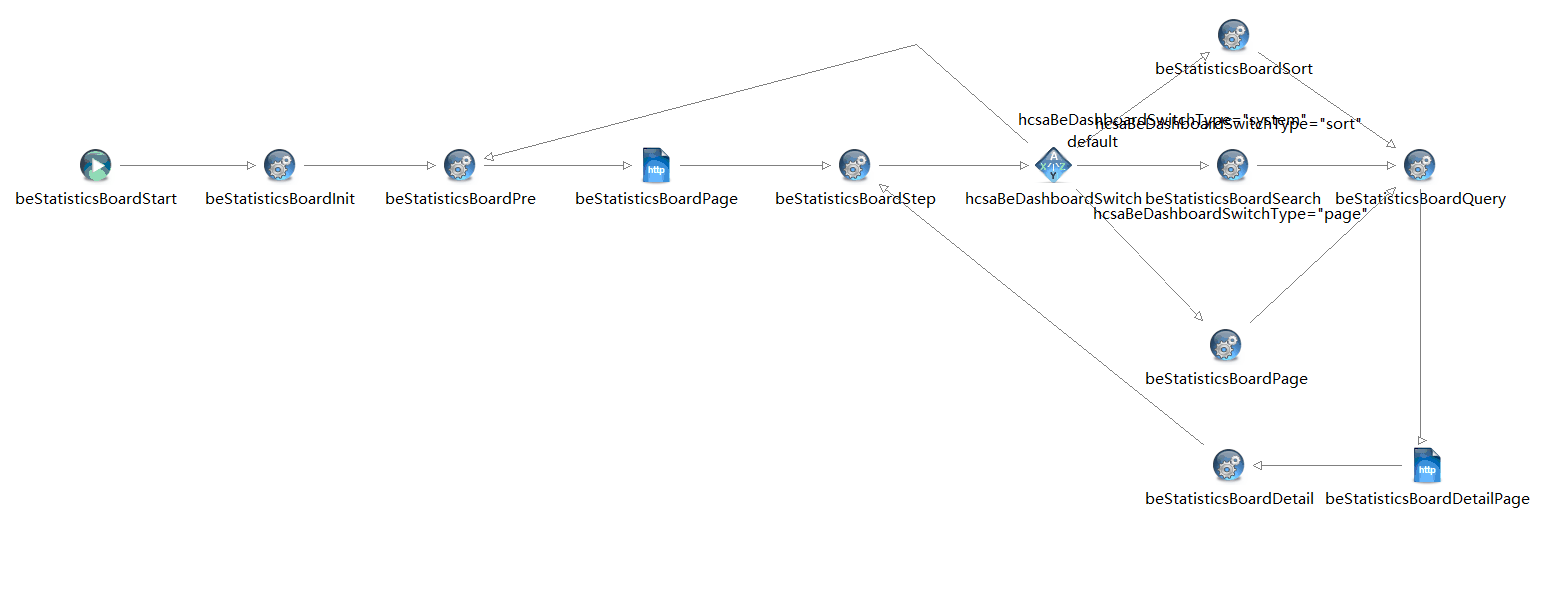 beStatisticsBoardSort
hcsaBeDashboardSwitchType="system"
hcsaBeDashboardSwitchType="sort"
default
A
X
Y
http
beStatisticsBoardStart
beStatisticsBoardInit
beStatisticsBoardPre
beStatisticsBoardPage
beStatisticsBoardStep
hcsaBeDashboardSwitch
beStatisticsBoardSearch
beStatisticsBoardQuery
hcsaBeDashboardSwitchType="page"
beStatisticsBoardPage
http
beStatisticsBoardDetail
beStatisticsBoardDetailPage